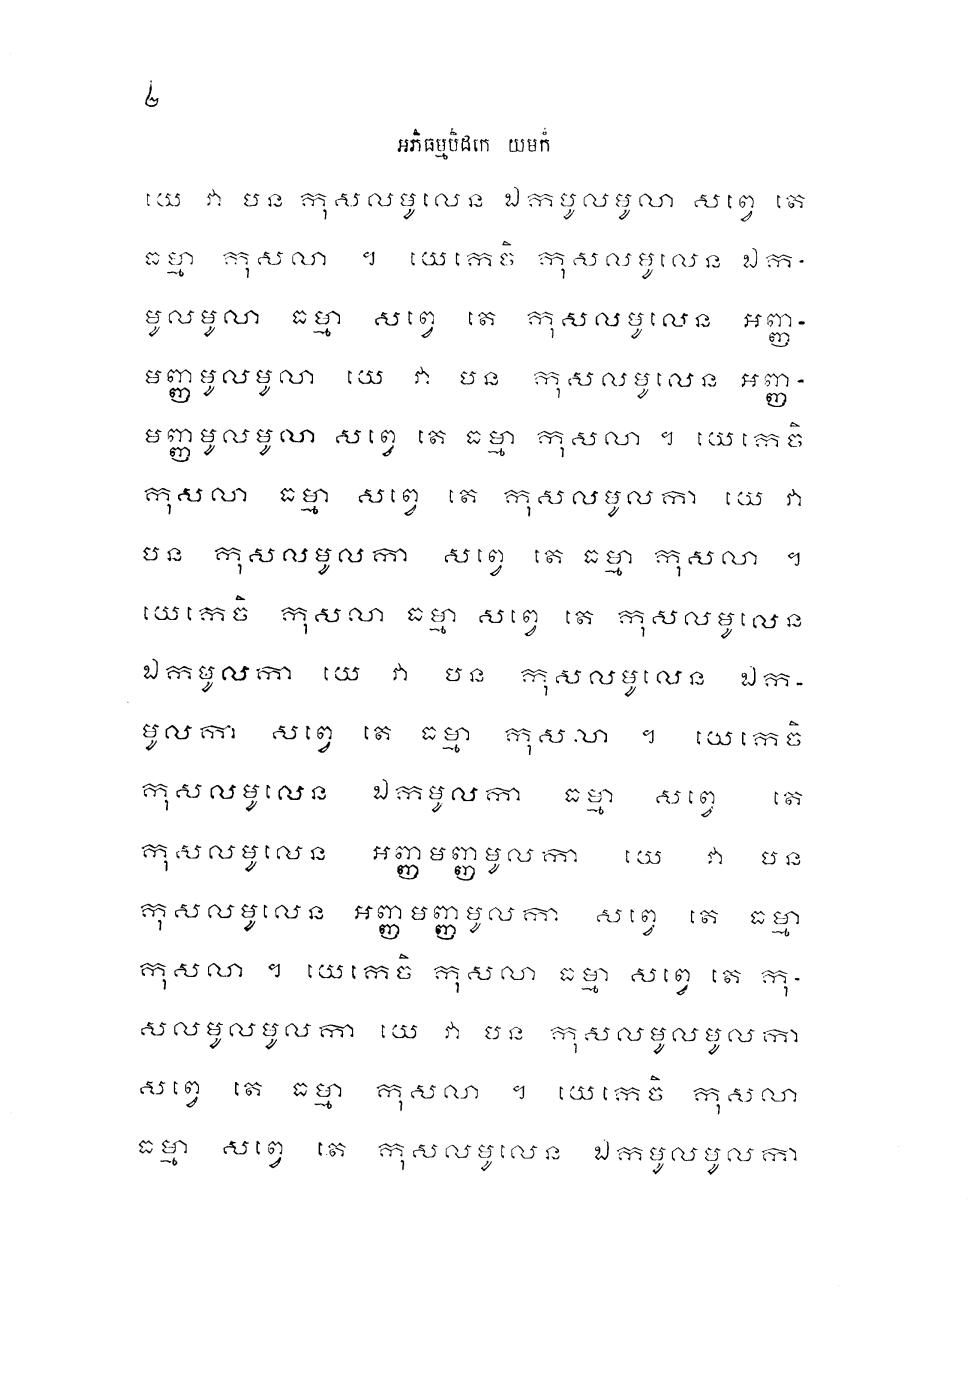 ៤
អភិធម្មបិដកេ យមកំ
យេ វា បន កុសលមូលេន ឯកមូលមូលា សព្វេ តេ
ធម្មា កុសលា ។ យេកេចិ កុសលមូលេន ឯក-
មូលមូលា ធម្មា សព្វេ តេ កុសលមូលេន អញ្ញ-
មញ្ញមូលមូលា យេ វា បន កុសលមូលេន អញ្ញ-
មញ្ញមូលមូលា សព្វេ តេ ធម្មា កុសលា ។ យេកេចិ
កុសលា ធម្មា សព្វេ តេ កុសលមូលកា យេ វា
បន កុសលមូលកា សព្វេ តេ ធម្មា កុសលា ។
យេកេចិ កុសលា ធម្មា សព្វេ តេ កុសលមូលេន
ឯកមូលកា យេ វា បន កុសលមូលេន ឯក-
មូលកា សព្វេ តេ ធម្មា កុសលា ។ យេកេចិ
កុសលមូលេន ឯកមូលកា ធម្មា សព្វេ តេ
កុសលមូលេន អញ្ញមញ្ញមូលកា យេ វា បន
កុសលមូលេន អញ្ញមញ្ញមូលកា សព្វេ តេ ធម្មា
កុសលា ។ យេកេចិ កុសលា ធម្មា សព្វេ តេ កុ-
សលមូលមូលកា យេ វា បន កុសលមូលមូលកា
សព្វេ តេ ធម្មា កុសលា ។ យេកេចិ កុសលា
ធម្មា សព្វេ តេ កុសលមូលេន ឯកមូលមូលកា